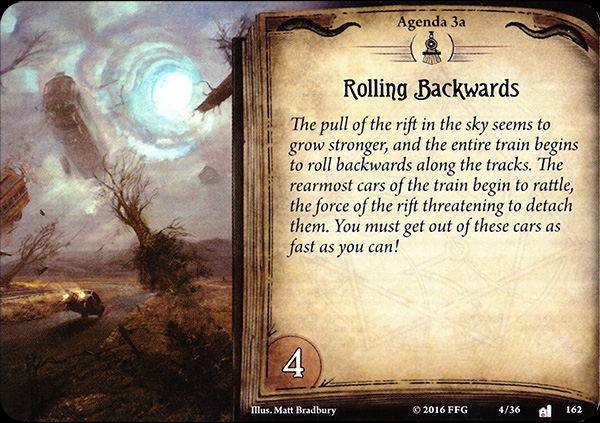 Agenda 3a
Rolling Backwards
The pull of the rift in the sky seems to
grow stronger, and the entire train begins
to roll backwards along the tracks. The
rearmost cars of the train begin to rattle,
the force of the rift threatening to detach
them. You must get out of these cars as
fast as you can!
4
Illus. Matt Bradbury © 2016 FFG 4/36 162